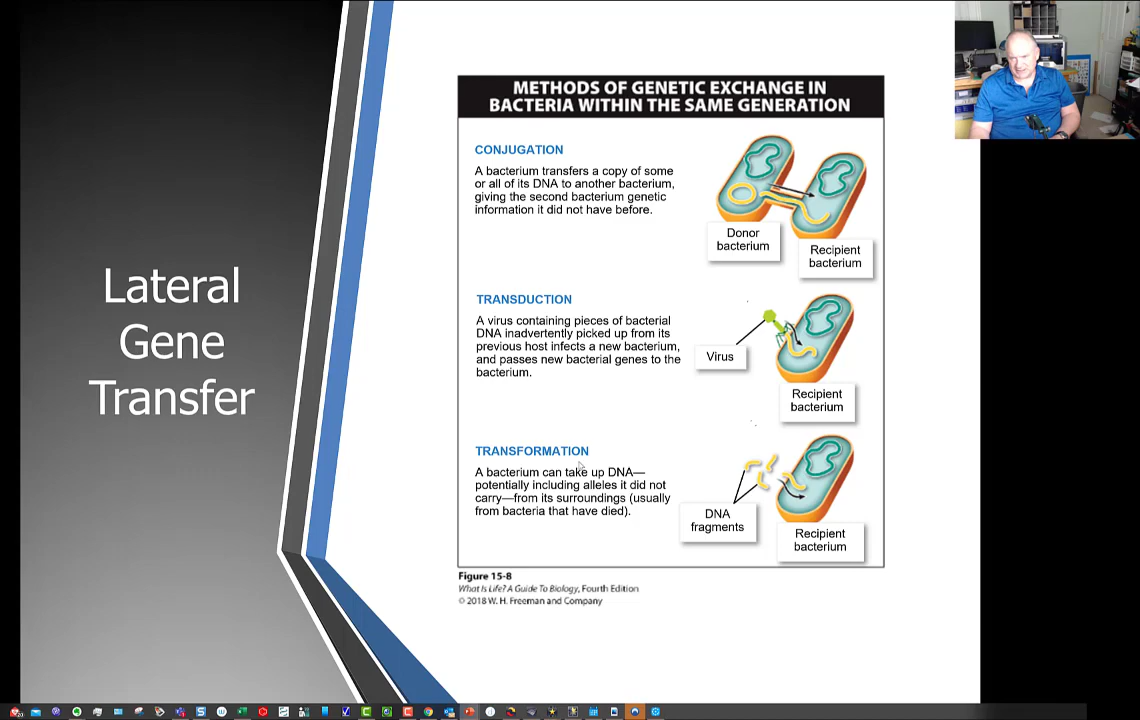 Lateral
Gene
Transfer
METHODS OF GENETIC EXCHANGE IN
BACTERIA WITHIN THE SAME GENERATION
CONJUGATION
A bacterium transfers a copy of some
or all of its DNA to another bacterium,
giving the second bacterium genetic
information it did not have before.
Donor
bacterium
Recipient
bacterium
TRANSDUCTION
A virus containing pieces of bacterial
DNA inadvertently picked up from its
previous host infects a new bacterium,
and passes new bacterial genes to the
bacterium.
Virus
Recipient
bacterium
TRANSFORMATION
A bacterium can take up DNA—
potentially including alleles it did not
carry—from its surroundings (usually
from bacteria that have died).
DNA
fragments
Recipient
bacterium
Figure 15-8
What Is Life? A Guide To Biology, Fourth Edition
© 2018 W. H. Freeman and Company